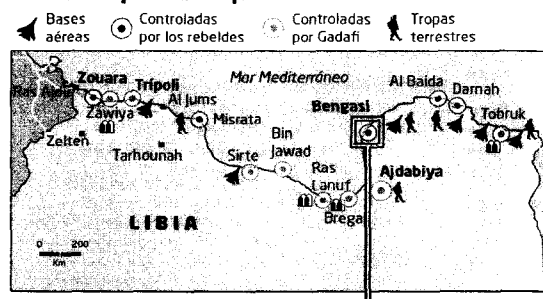 Bases aéreas
Controladas por los rebeldes
Controladas por Gadafi
Tropas terrestres
Ras Ajdir
Zouara
Trípoli
Mar Mediterráneo
Al Baida
Darnah
Zawiya
Al Jums
Bengasi
Tobruk
Zelten
Misrata
Tarhounah
Sirte
Bin Jawad
Ras Lanuf
Ajdabiya
Brega
LIBIA
0 200
Km